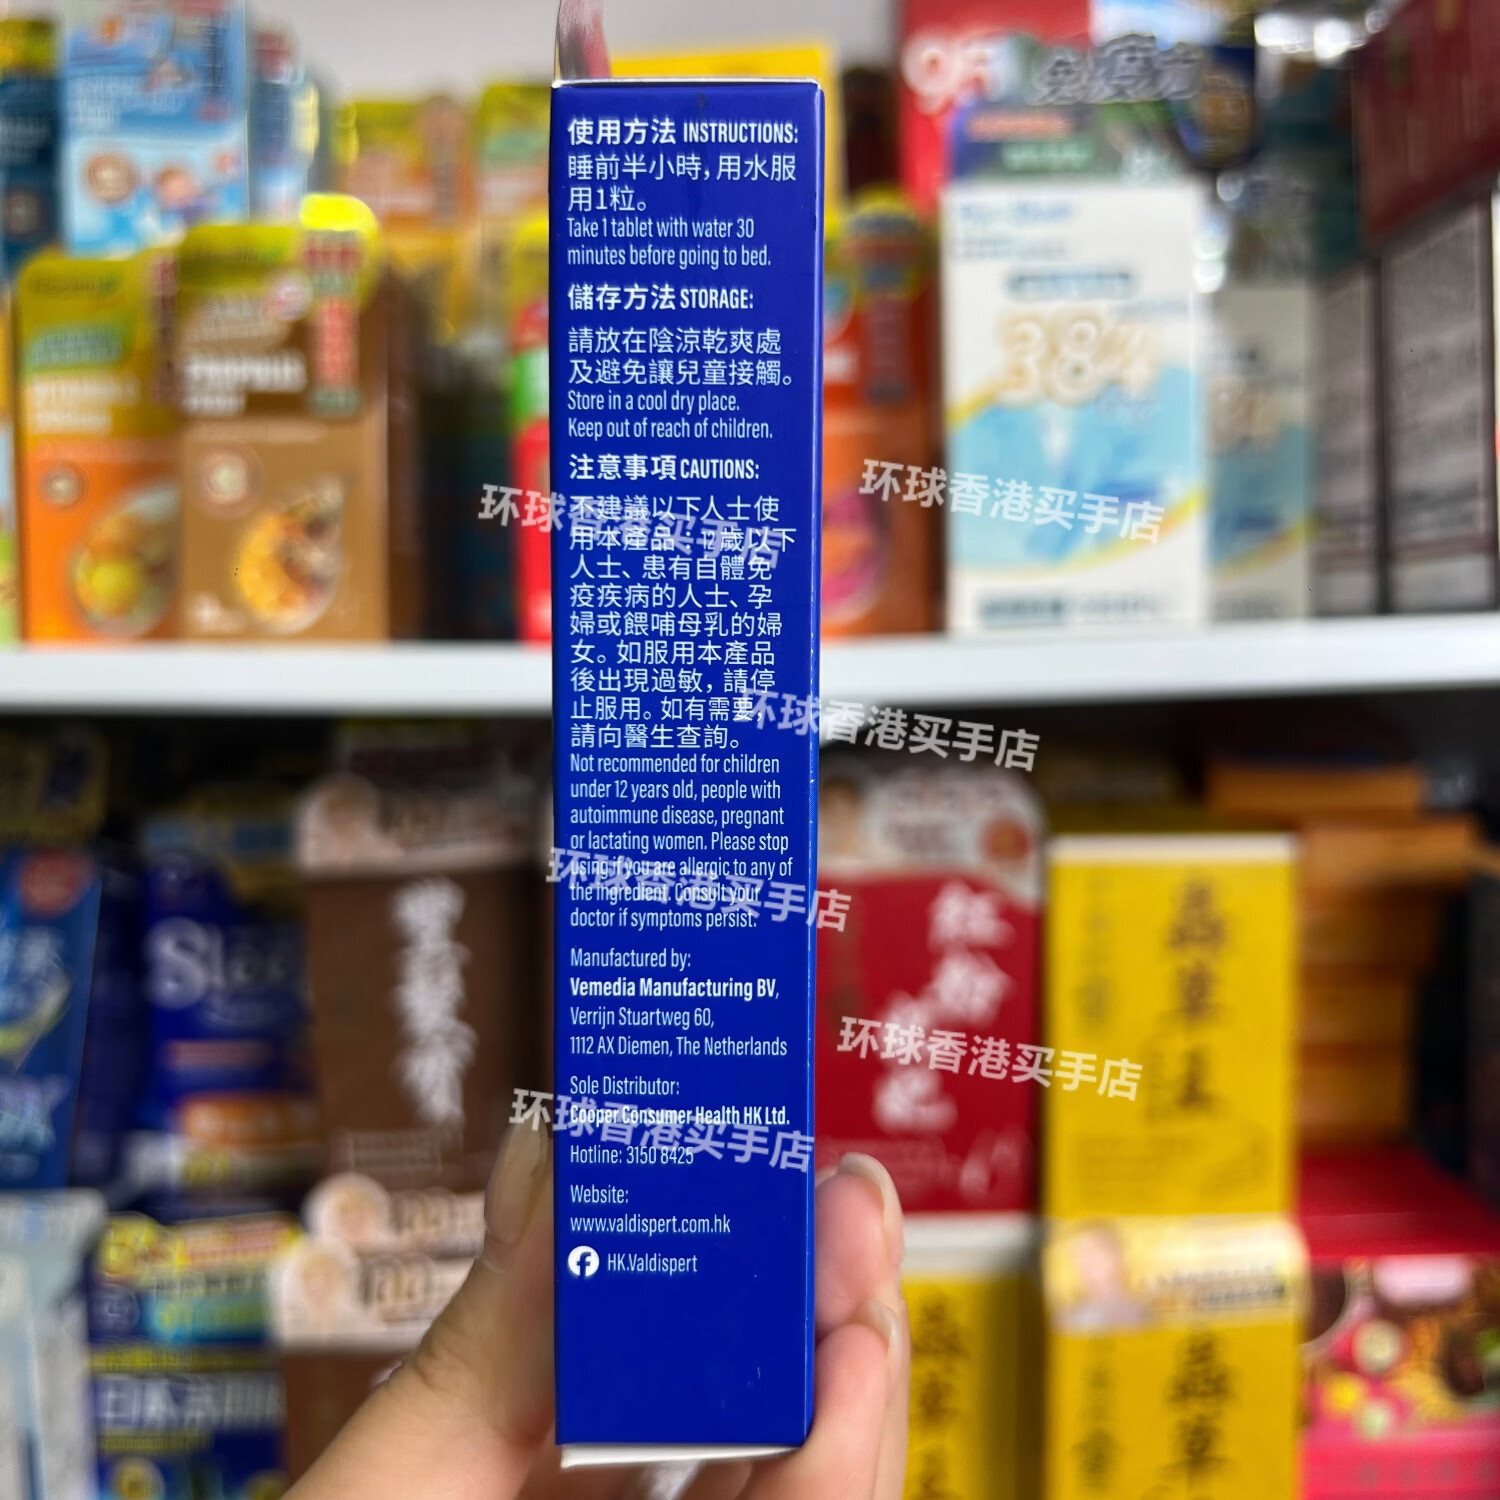 使用方法 INSTRUCTIONS:
睡前半小時，用水服
用1粒。
Take 1 tablet with water 30
minutes before going to bed.
儲存方法 STORAGE:
請放在陰涼乾爽處
及避免讓兒童接觸。
Store in a cool dry place.
Keep out of reach of children.
注意事項 CAUTIONS:
不建議以下人士使
用本產品：12歲以下
人士、患有自體免
疫疾病的人士、孕
婦或餵哺母乳的婦
女。如服用本產品
後出現過敏，請停
止服用。如有需要，
請向醫生查詢。
Not recommended for children
under 12 years old, people with
autoimmune disease, pregnant
or lactating women. Please stop
using if you are allergic to any of
the ingredient. Consult your
doctor if symptoms persist.
Manufactured by:
Vemedia Manufacturing BV,
Verrijn Stuartweg 60,
1112 AX Diemen, The Netherlands
Sole Distributor:
Cooper Consumer Health HK Ltd.
Hotline: 3150 8425
Website:
www.valdispert.com.hk
HK.Valdispert
环球香港买手店
环球香港买手店
环球香港买手店
环球香港买手店
环球香港买手店
环球香港买手店